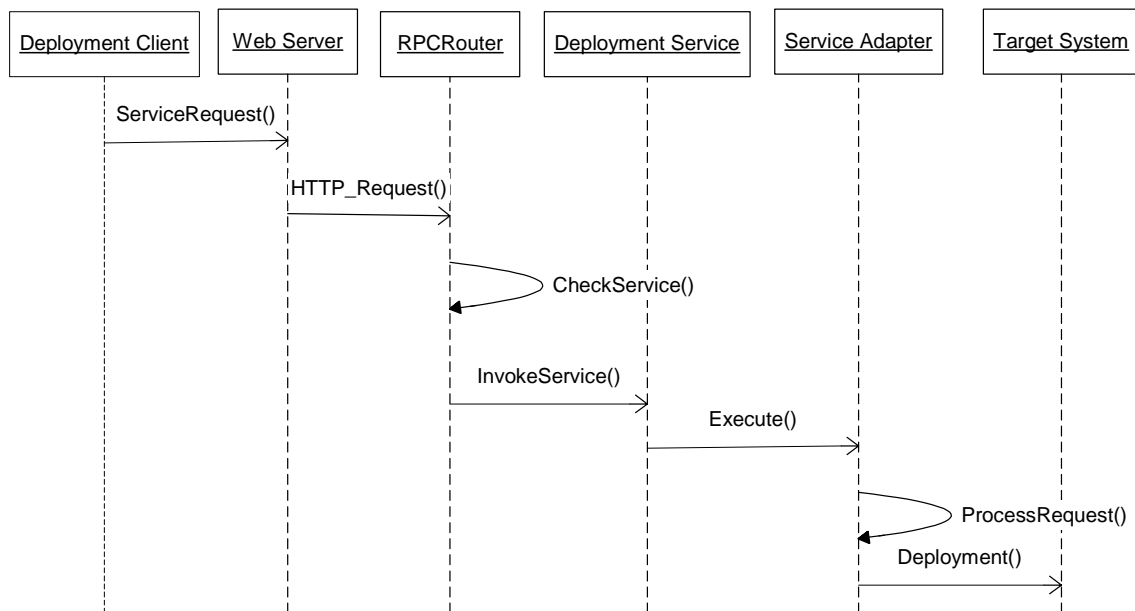 Deployment Client
Web Server
RPCRouter
Deployment Service
Service Adapter
Target System
ServiceRequest()
HTTP_Request()
CheckService()
InvokeService()
Execute()
ProcessRequest()
Deployment()